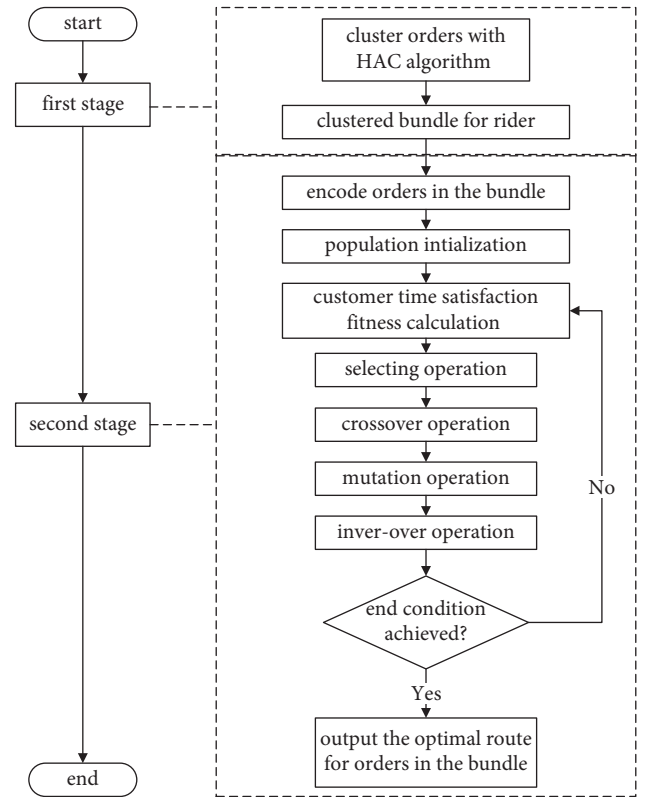 start
first stage
second stage
end
cluster orders with
HAC algorithm
clustered bundle for rider
encode orders in the bundle
population intialization
customer time satisfaction
fitness calculation
selecting operation
crossover operation
mutation operation
inver-over operation
end condition
achieved?
No
Yes
output the optimal route
for orders in the bundle